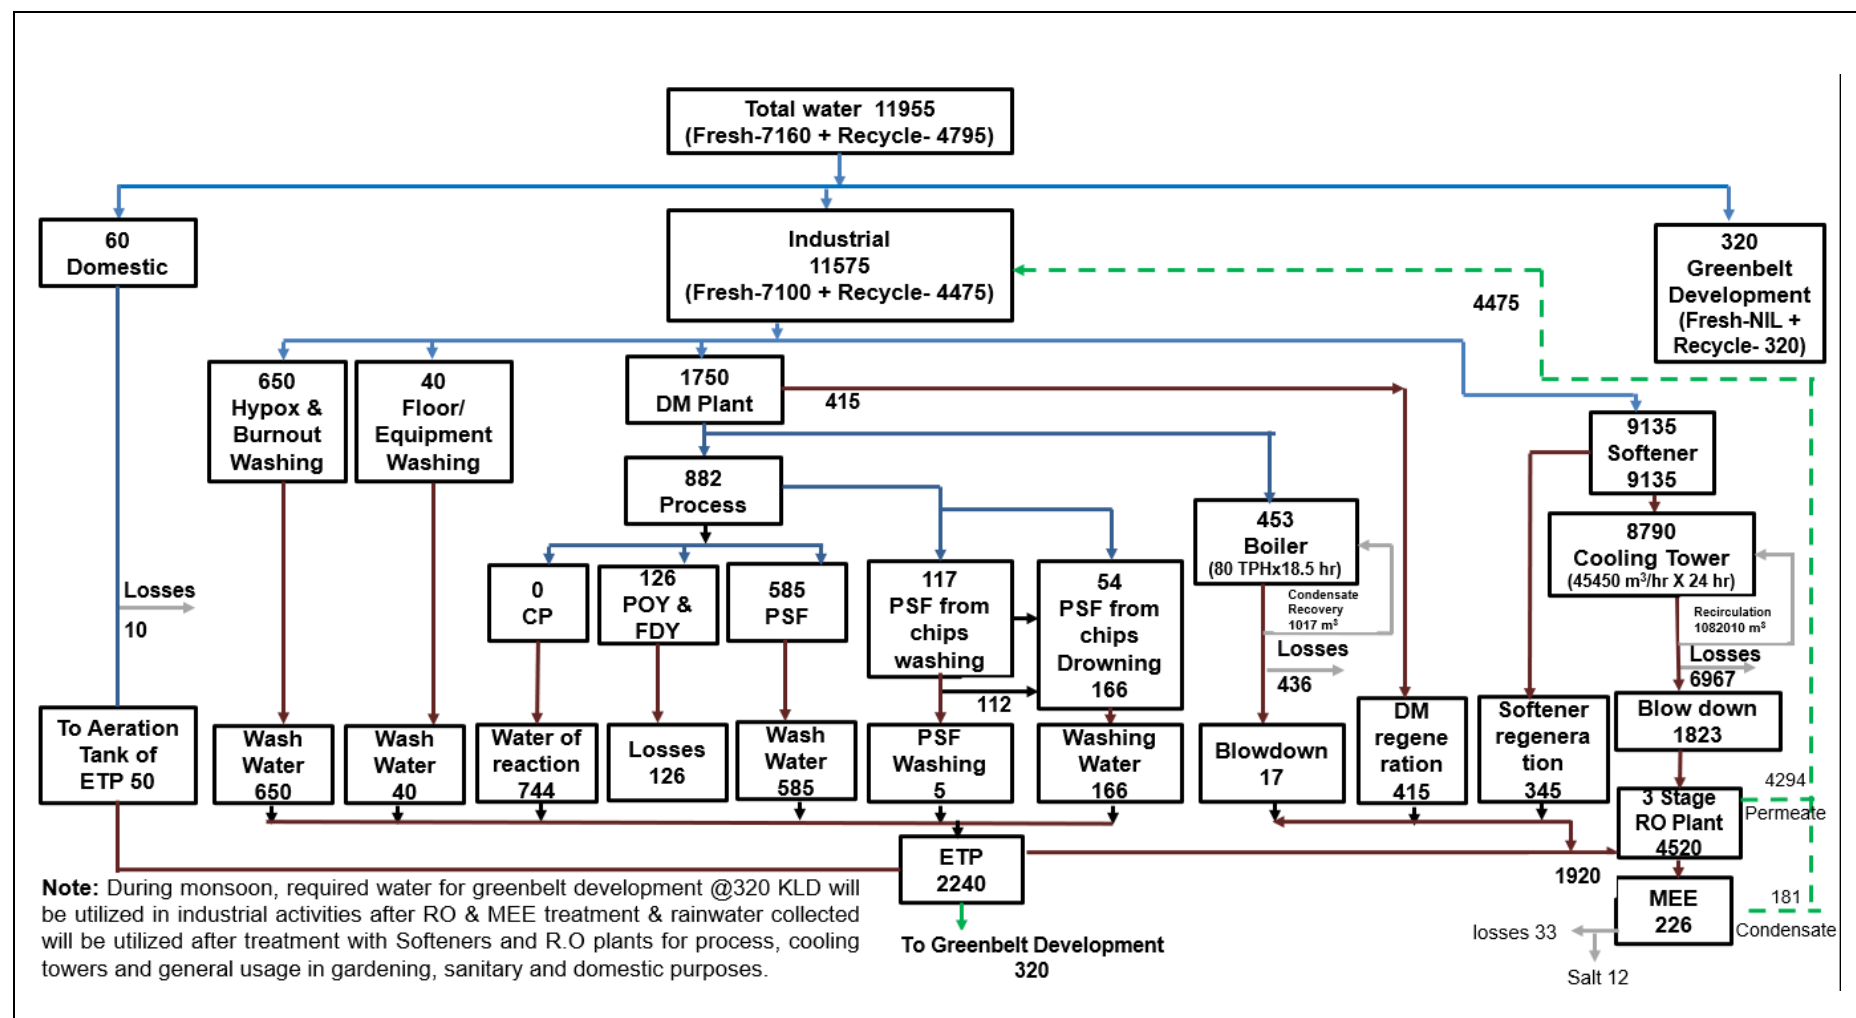 Total water 11955
(Fresh-7160 + Recycle- 4795)
60
Domestic
Industrial
11575
(Fresh-7100 + Recycle- 4475)
320
Greenbelt
Development
(Fresh-NIL +
Recycle- 320)
4475
650
Hypox &
Burnout
Washing
40
Floor/
Equipment
Washing
1750
DM Plant
415
9135
Softener
9135
882
Process
453
Boiler
(80 TPHx18.5 hr)
8790
Cooling Tower
(45450 m³/hr X 24 hr)
0
CP
126
POY &
FDY
585
PSF
117
PSF from
chips
washing
54
PSF from
chips
Drowning
166
Condensate
Recovery
1017 m³
Recirculation
1082010 m³
Losses
10
Losses
436
Losses
6967
112
To Aeration
Tank of
ETP 50
Wash
Water
650
Wash
Water
40
Water of
reaction
744
Losses
126
Wash
Water
585
PSF
Washing
5
Washing
Water
166
Blowdown
17
DM
regene
ration
415
Softener
regenera
tion
345
Blow down
1823
3 Stage
RO Plant
4520
4294
Permeate
ETP
2240
1920
MEE
226
181
Condensate
losses 33
Salt 12
To Greenbelt Development
320
Note: During monsoon, required water for greenbelt development @320 KLD will
be utilized in industrial activities after RO & MEE treatment & rainwater collected
will be utilized after treatment with Softeners and R.O plants for process, cooling
towers and general usage in gardening, sanitary and domestic purposes.